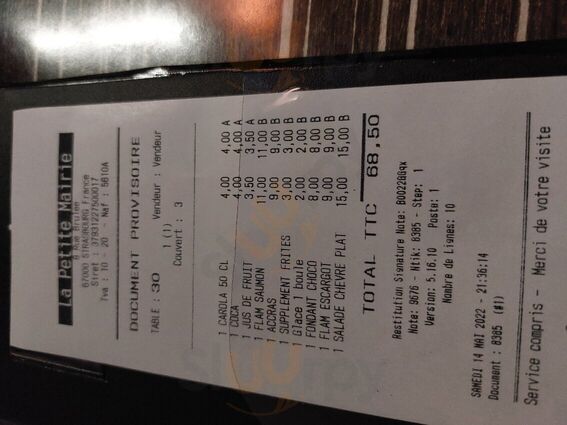 La Petite Mairie
8 Rue Brulee
67000 STRASBOURG France
Siret : 37931227500017
Tva : 10 - 20 - Naf : 5610A
DOCUMENT PROVISOIRE
TABLE : 30
1 (1) Vendeur : Vendeur
Couvert : 3
1 CAROLA 50 CL 4,00 4,00 A
1 COCA 4,00 4,00 A
1 JUS DE FRUIT 3,50 3,50 A
1 FLAM SAUMON 11,00 11,00 B
1 ACCRAS 9,00 9,00 B
1 SUPPLEMENT FRITES 3,00 3,00 B
1 Glace 1 boule 2,00 2,00 B
1 FONDANT CHOCO 8,00 8,00 B
1 FLAM ESCARGOT 9,00 9,00 B
1 SALADE CHEVRE PLAT 15,00 15,00 B
TOTAL TTC 68,50
Restitution Signature Note:
Note: 9676 - Ntik: 8385 - Step: 1
Version: 5.16.10 Poste: 1
Nombre de lignes: 10
SAMEDI 14 MAI 2022 - 21:36:14
Document : 8385 (#1)
Service compris - Merci de votre visite